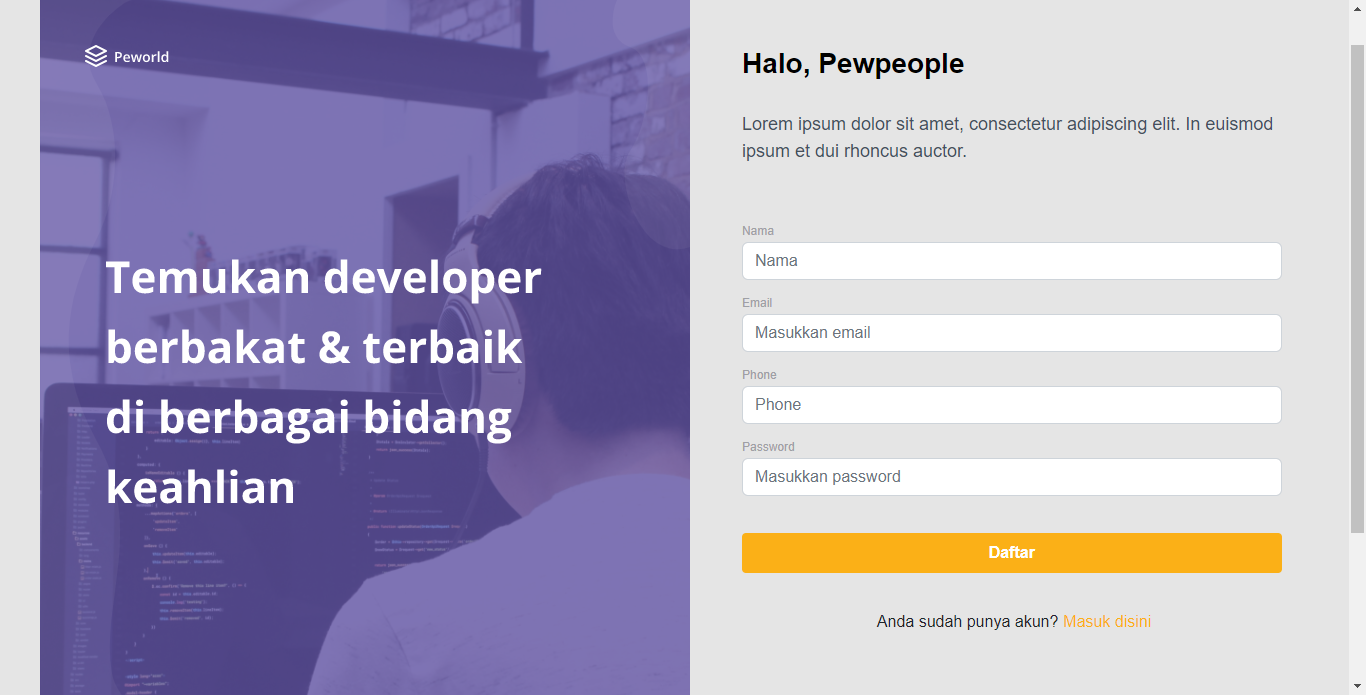 Peworld
Temukan developer
berbakat & terbaik
di berbagai bidang
keahlian
Halo, Pewpeople
Lorem ipsum dolor sit amet, consectetur adipiscing elit. In euismod
ipsum et dui rhoncus auctor.
Nama
Nama
Email
Masukkan email
Phone
Phone
Password
Masukkan password
Daftar
Anda sudah punya akun? Masuk disini